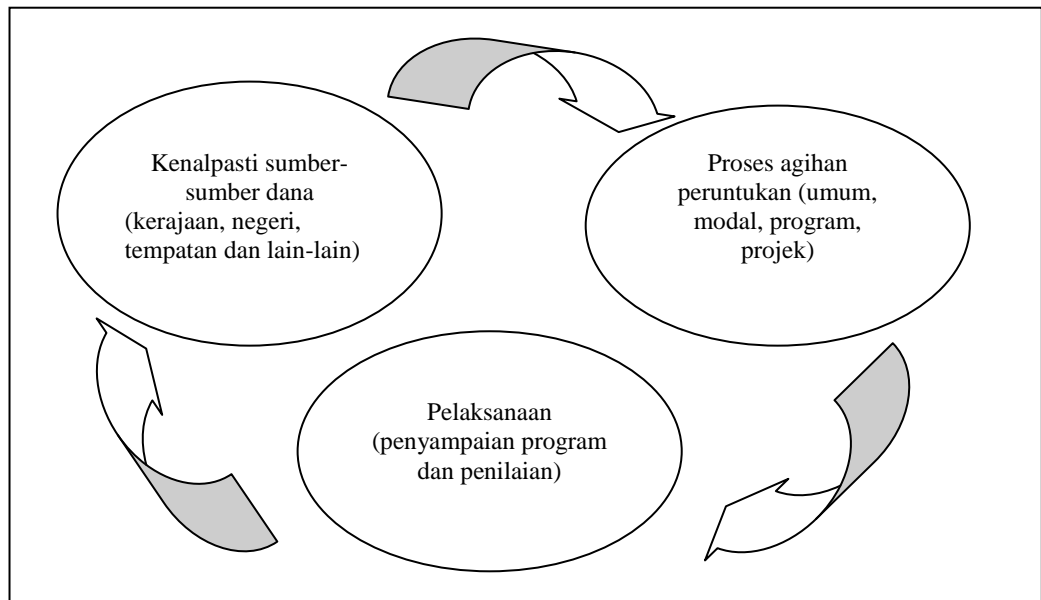 Kenalpasti sumber-
sumber dana
(kerajaan, negeri,
tempatan dan lain-lain)
Proses agihan
peruntukan (umum,
modal, program,
projek)
Pelaksanaan
(penyampaian program
dan penilaian)